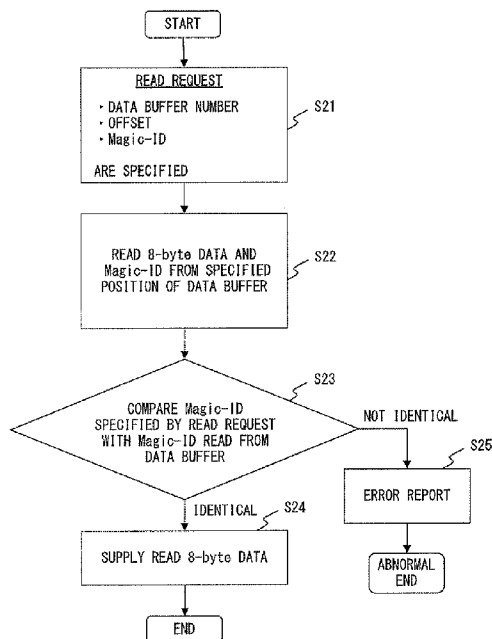 START
READ REQUEST
・DATA BUFFER NUMBER
・OFFSET
・Magic-ID
ARE SPECIFIED
S21
READ 8-byte DATA AND
Magic-ID FROM SPECIFIED
POSITION OF DATA BUFFER
S22
COMPARE Magic-ID
SPECIFIED BY READ REQUEST
WITH Magic-ID READ FROM
DATA BUFFER
S23
NOT IDENTICAL
S25
ERROR REPORT
ABNORMAL
END
IDENTICAL
S24
SUPPLY READ 8-byte DATA
END